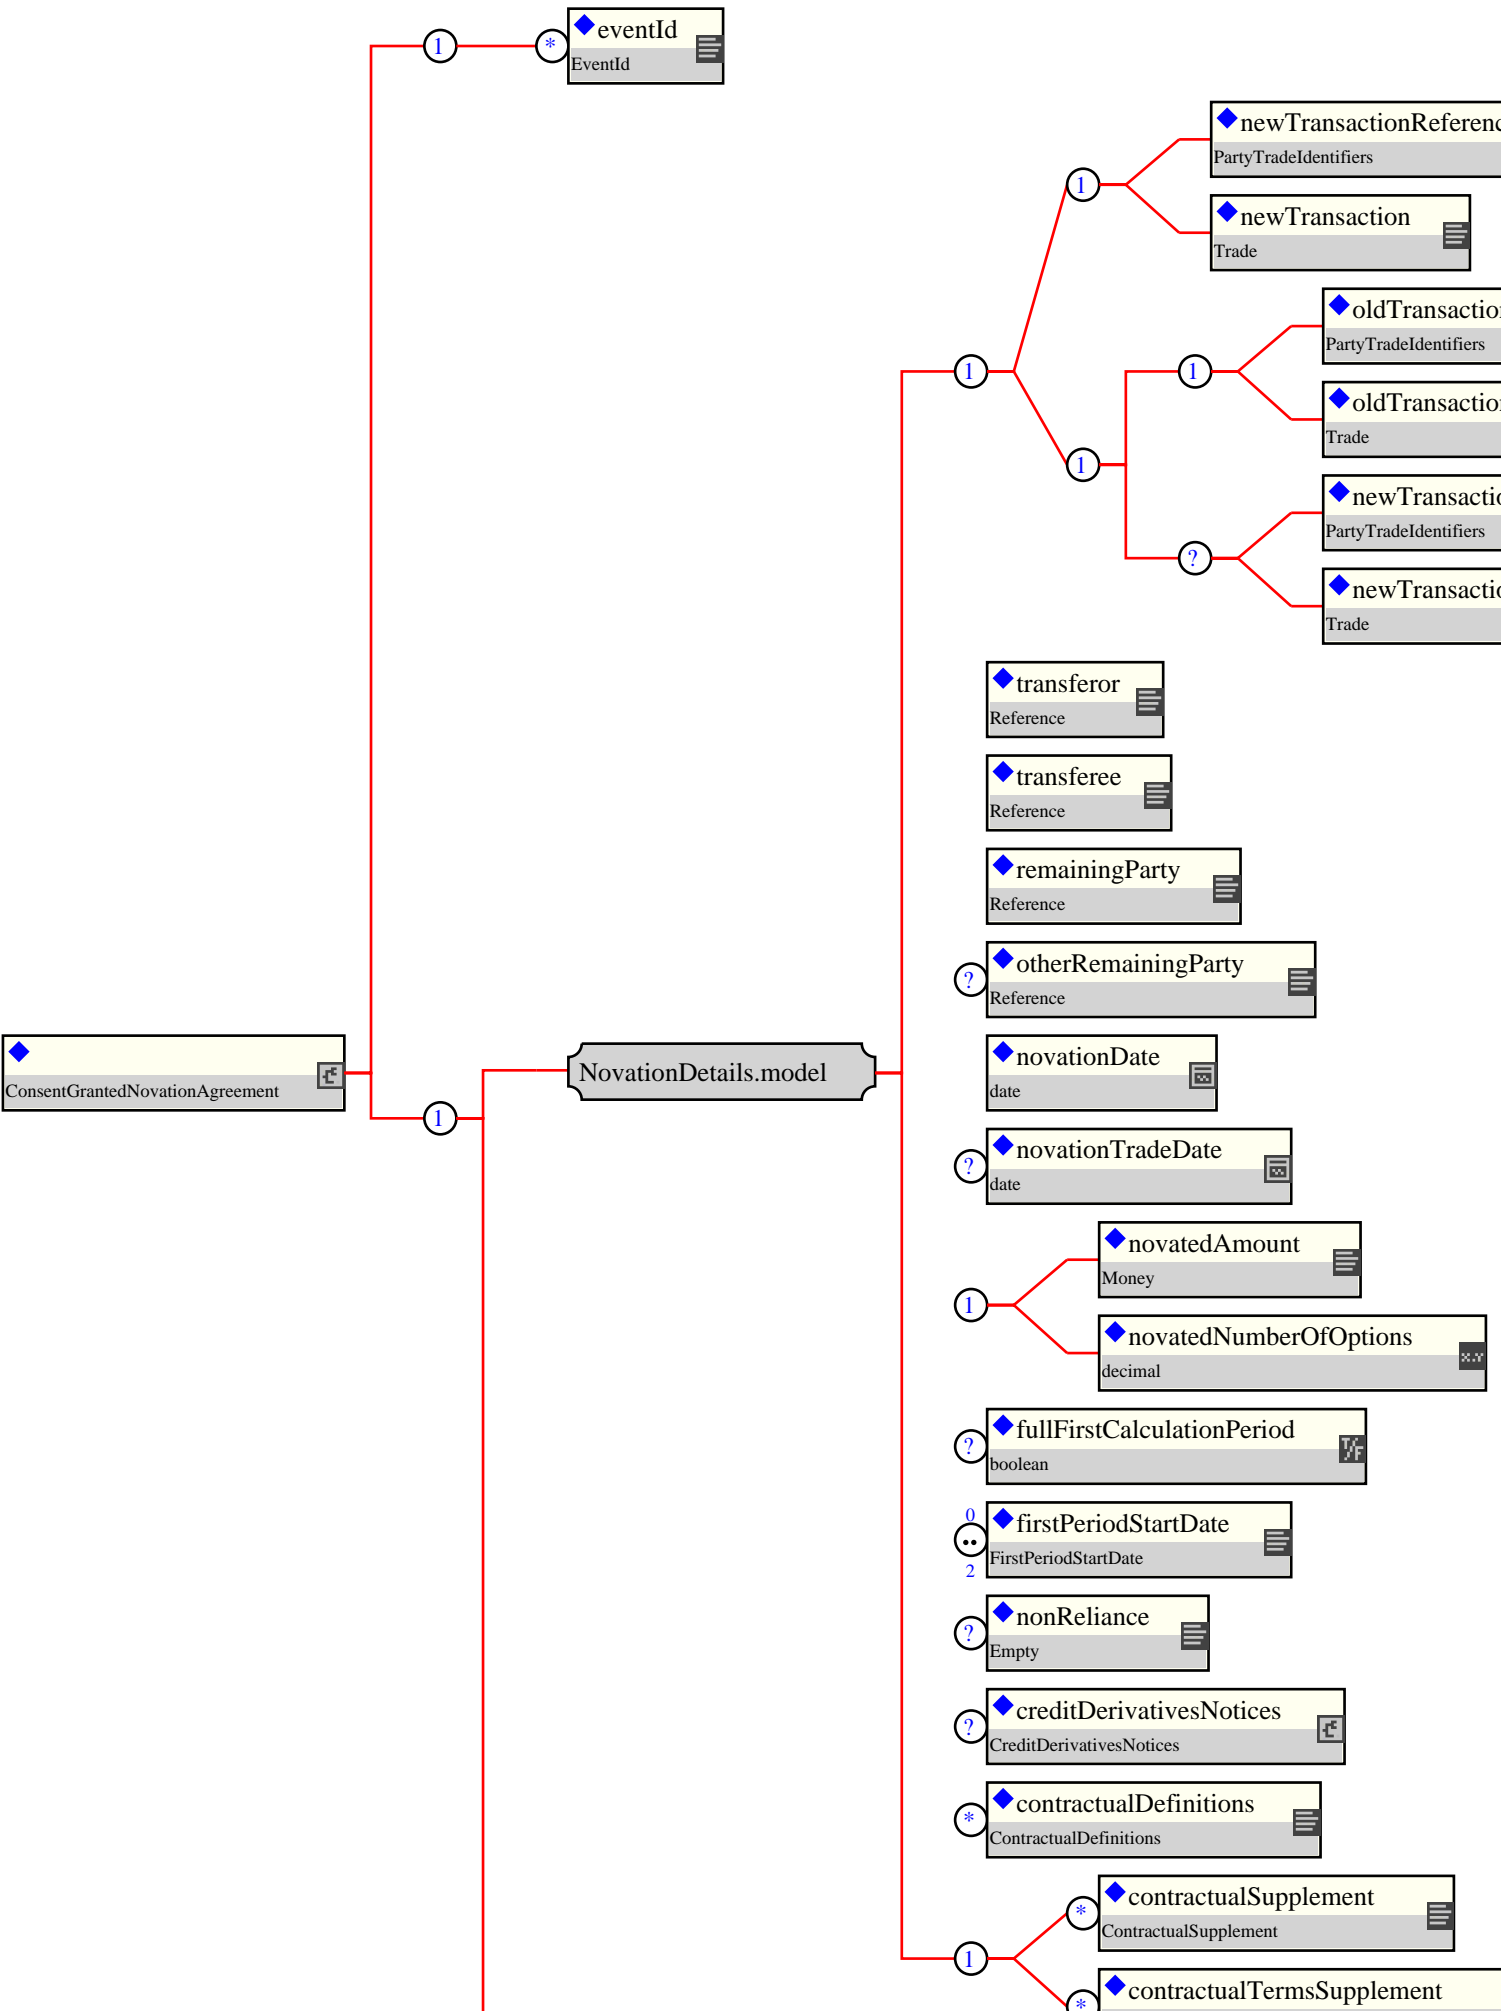 eventId
EventId
1
*
newTransactionReferenc
PartyTradeIdentifiers
1
newTransaction
Trade
oldTransaction
PartyTradeIdentifiers
1
1
oldTransaction
Trade
1
newTransactio
PartyTradeIdentifiers
?
newTransactio
Trade
transferor
Reference
transferee
Reference
remainingParty
Reference
?
otherRemainingParty
Reference
ConsentGrantedNovationAgreement
1
NovationDetails.model
novationDate
date
?
novationTradeDate
date
novatedAmount
Money
1
novatedNumberOfOptions
decimal
x.y
?
fullFirstCalculationPeriod
boolean
T/F
0
..
2
firstPeriodStartDate
FirstPeriodStartDate
?
nonReliance
Empty
?
creditDerivativesNotices
CreditDerivativesNotices
*
contractualDefinitions
ContractualDefinitions
*
contractualSupplement
ContractualSupplement
1
*
contractualTermsSupplement